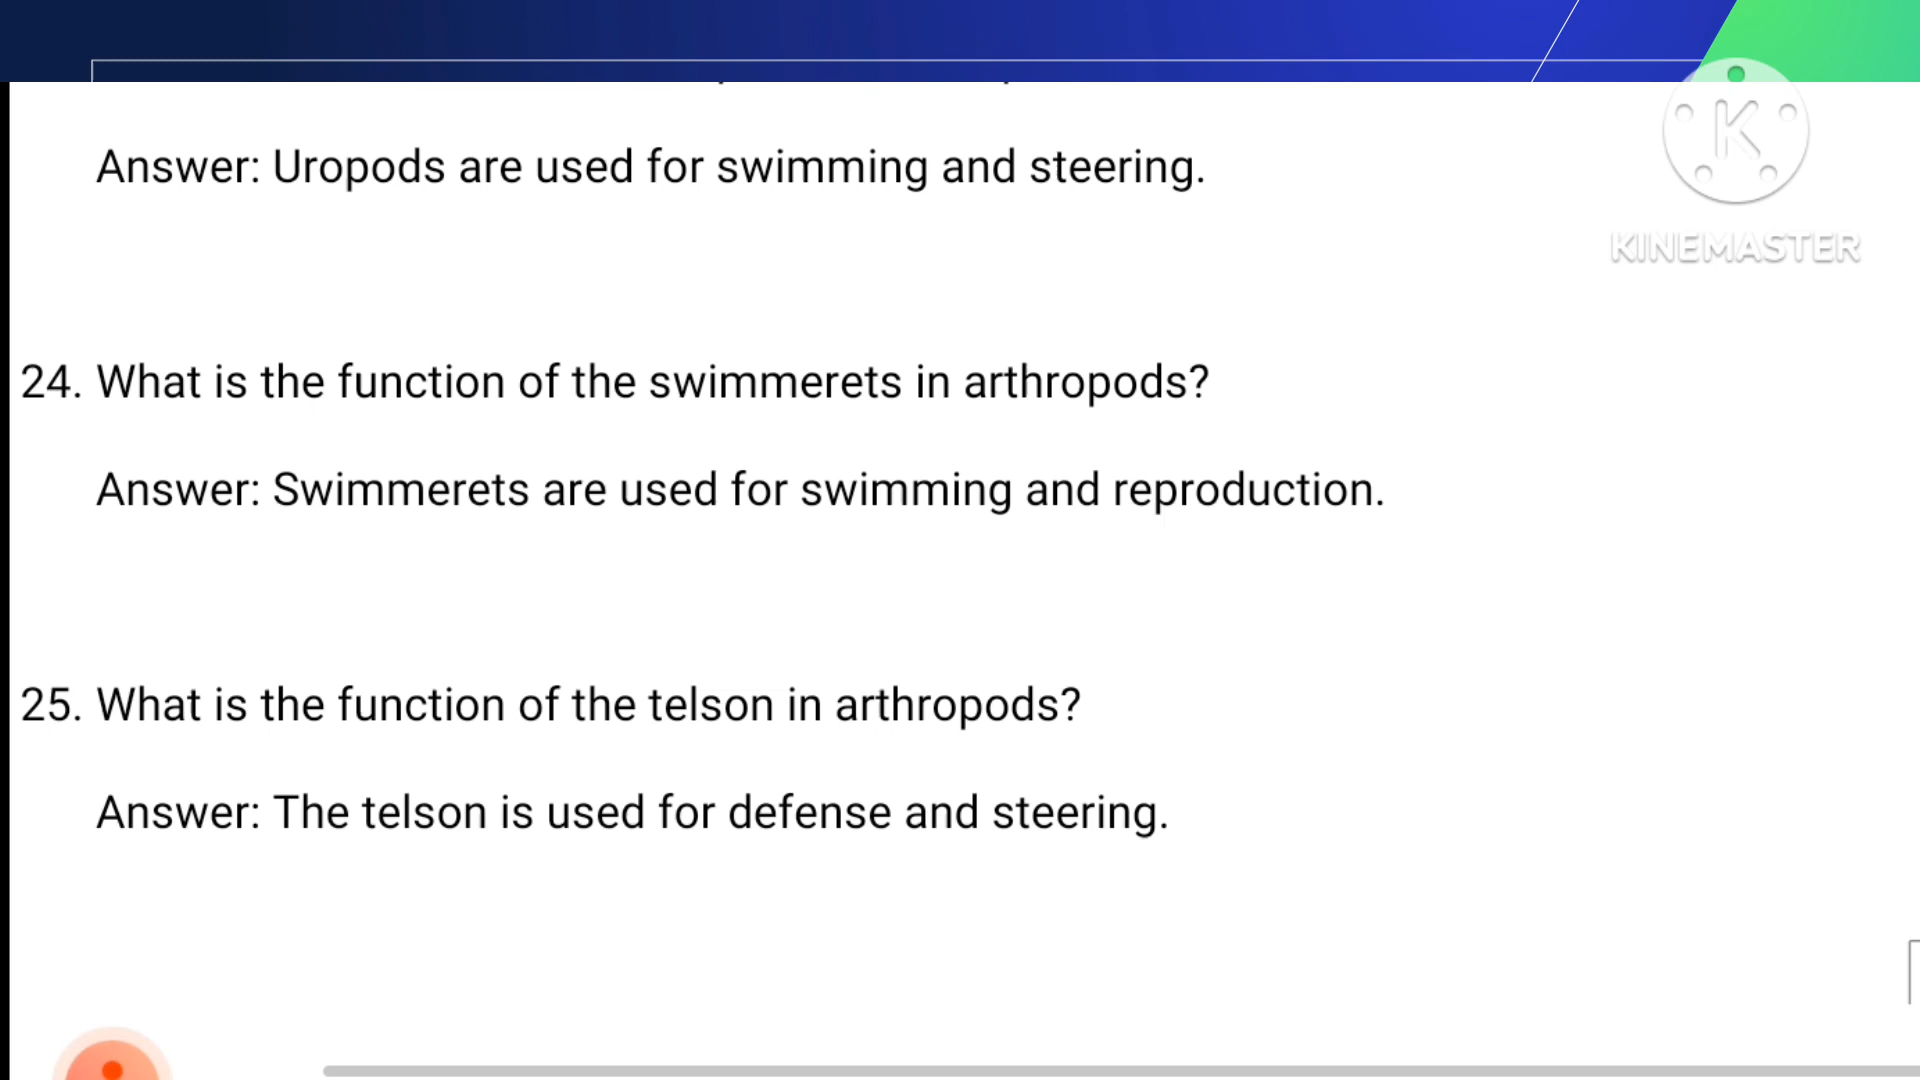 Answer: Uropods are used for swimming and steering.
K
KINEMASTER
24. What is the function of the swimmerets in arthropods?
Answer: Swimmerets are used for swimming and reproduction.
25. What is the function of the telson in arthropods?
Answer: The telson is used for defense and steering.